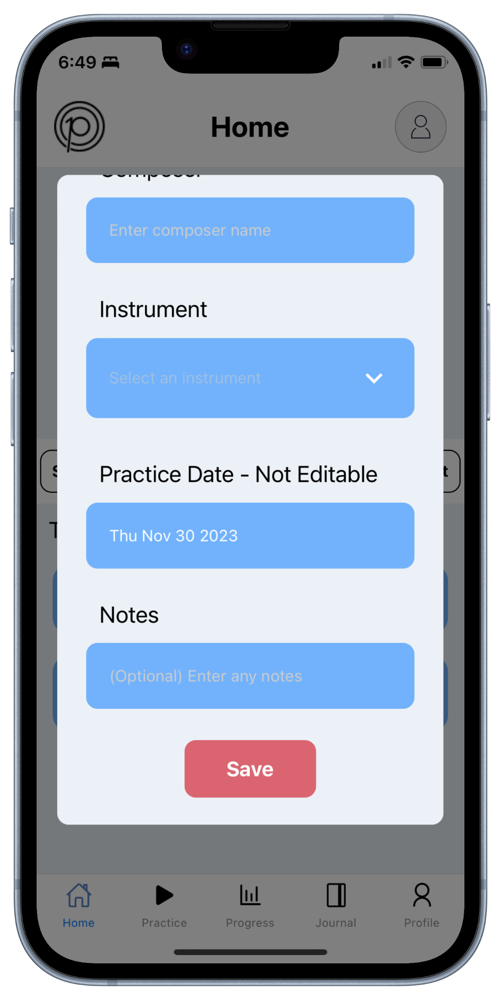 6:49
Home
Composer
Enter composer name
Instrument
Select an instrument
Practice Date - Not Editable
Thu Nov 30 2023
Notes
(Optional) Enter any notes
Save
Home
Practice
Progress
Journal
Profile